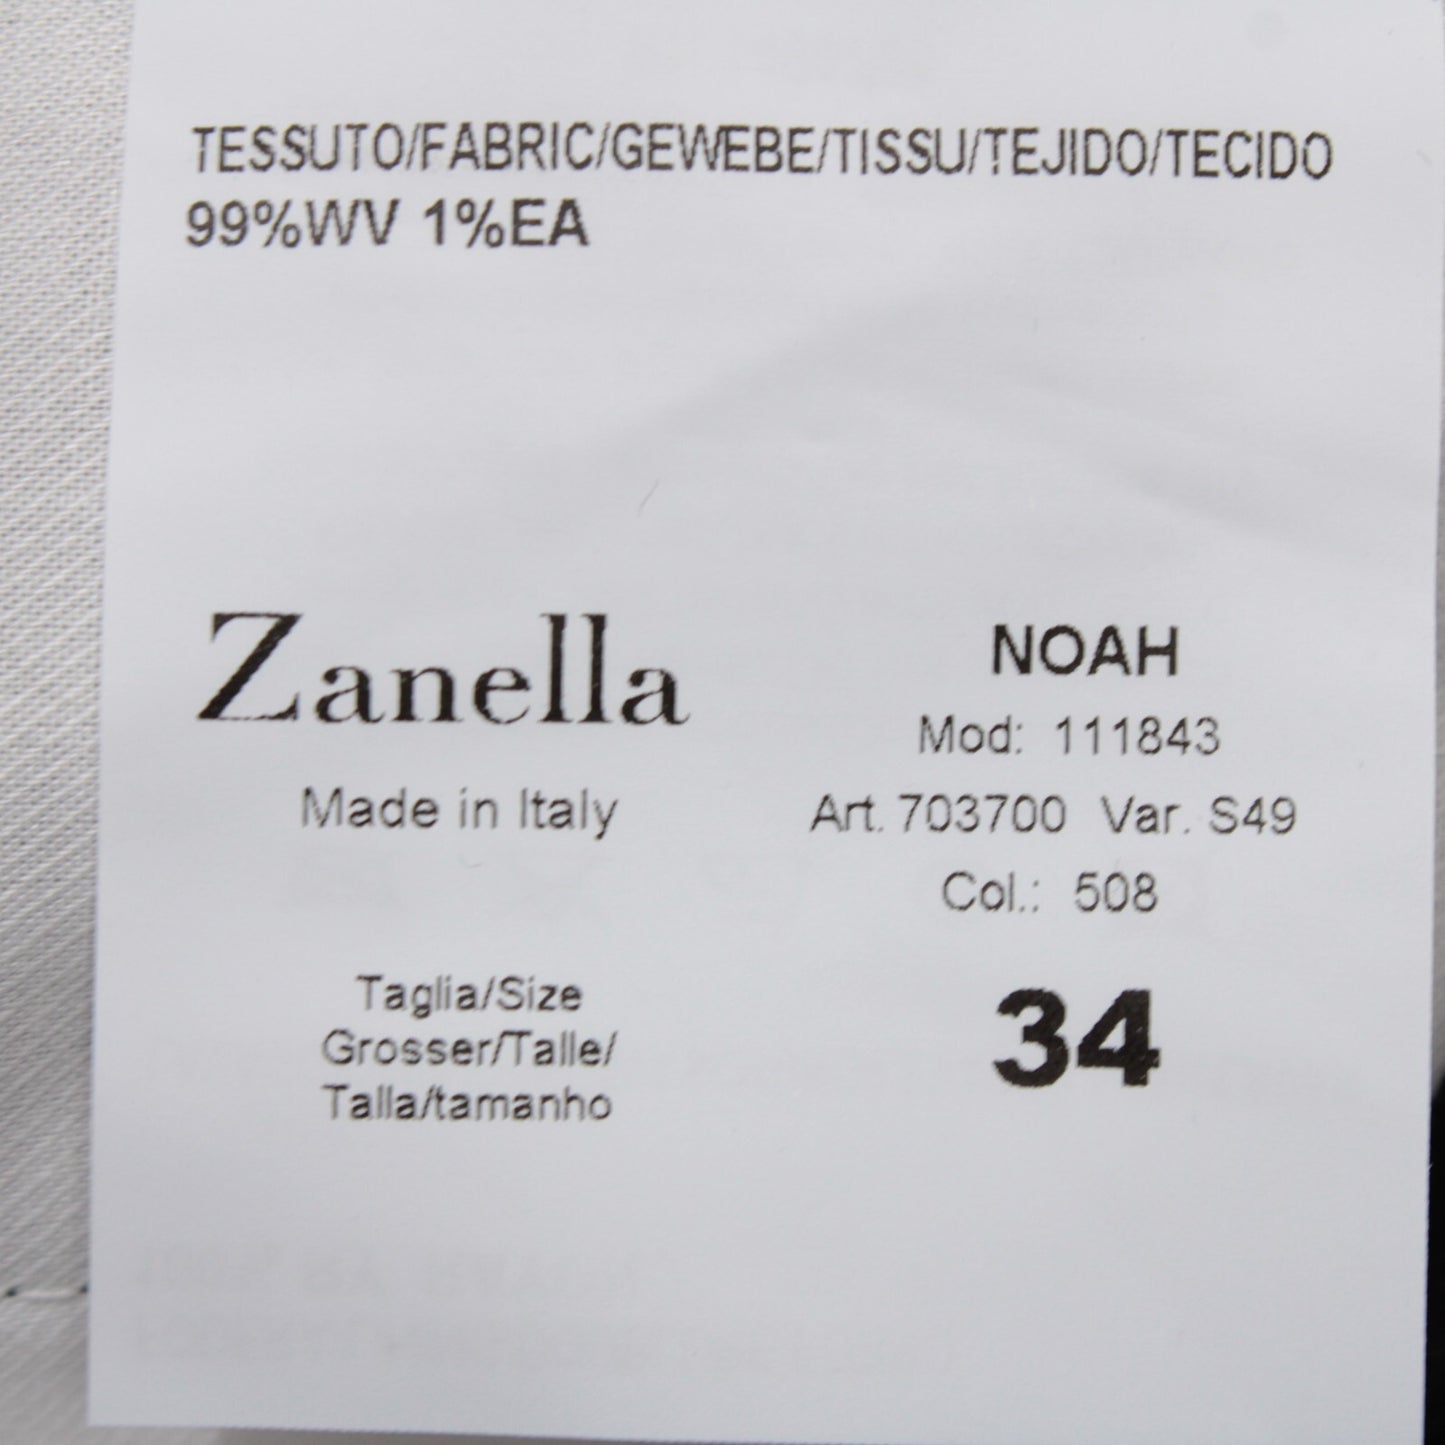 TESSUTO/FABRIC/GEWEBE/TISSU/TEJIDO/TECIDO
99%WV 1%EA
Zanella
Made in Italy
NOAH
Mod: 111843
Art. 703700 Var. S49
Col.: 508
Taglia/Size
Grosser/Talle/
Talla/tamanho
34